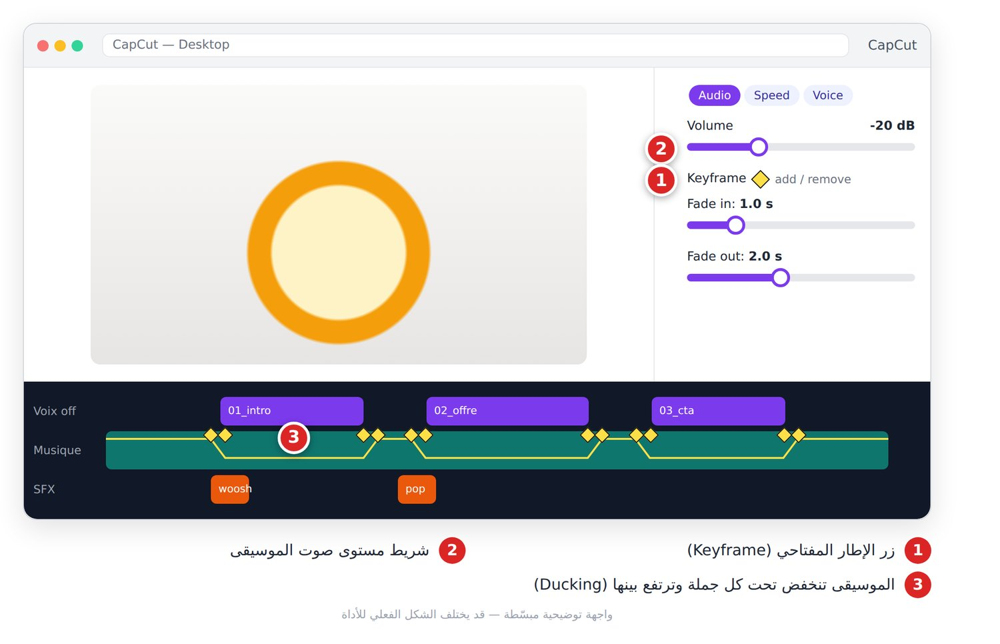 CapCut — Desktop
CapCut
Audio Speed Voice
Volume -20 dB
2
1 Keyframe add / remove
Fade in: 1.0 s
Fade out: 2.0 s
Voix off 01_intro 02_offre 03_cta
3
Musique
SFX woosh pop
1 زر الإطار المفتاحي (Keyframe)
2 شريط مستوى صوت الموسيقى
3 الموسيقى تنخفض تحت كل جملة وترتفع بينها (Ducking)
واجهة توضيحية مبسّطة — قد يختلف الشكل الفعلي للأداة